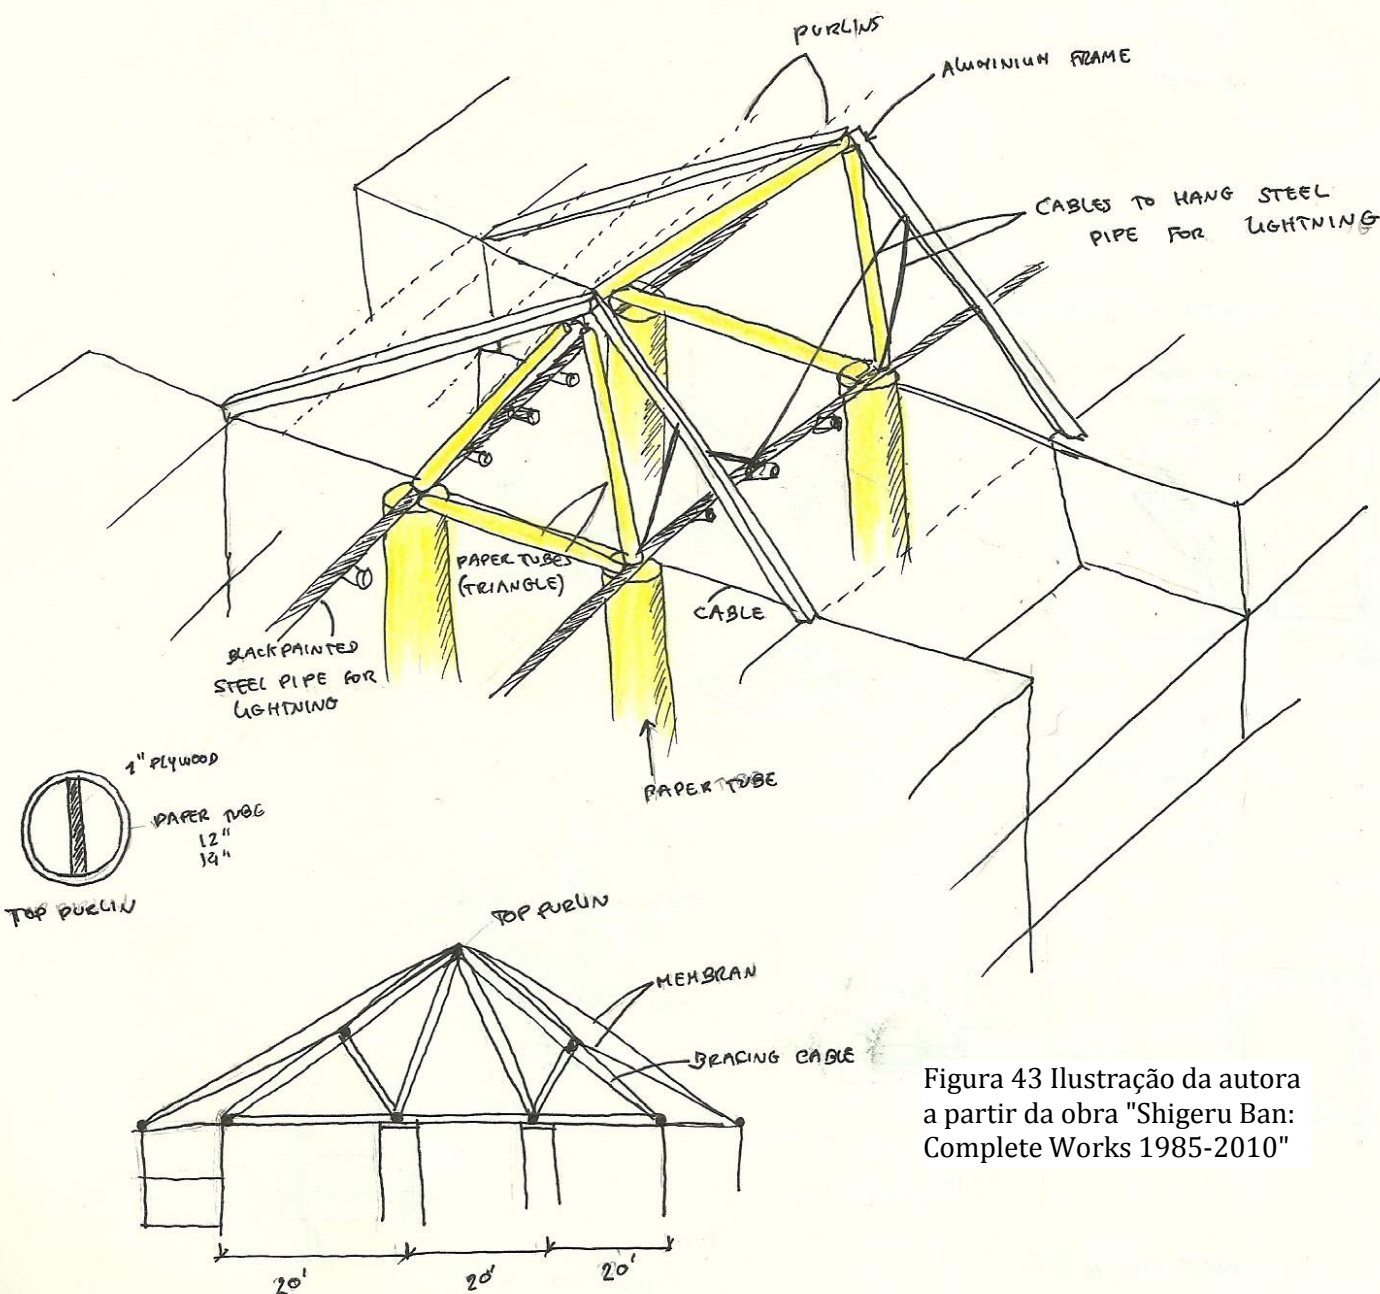 PURLINS
ALUMINIUM FRAME
CABLES TO HANG STEEL
PIPE FOR LIGHTNING
PAPER TUBES
(TRIANGLE)
CABLE
BLACKPAINTED
STEEL PIPE FOR
LIGHTNING
PAPER TUBE
1" PLYWOOD
PAPER TUBE
12"
14"
TOP PURLIN
TOP PURLIN
MEMBRAN
BRACING CABLE
20'
20'
20'
Figura 43 Ilustração da autora
a partir da obra "Shigeru Ban:
Complete Works 1985-2010"